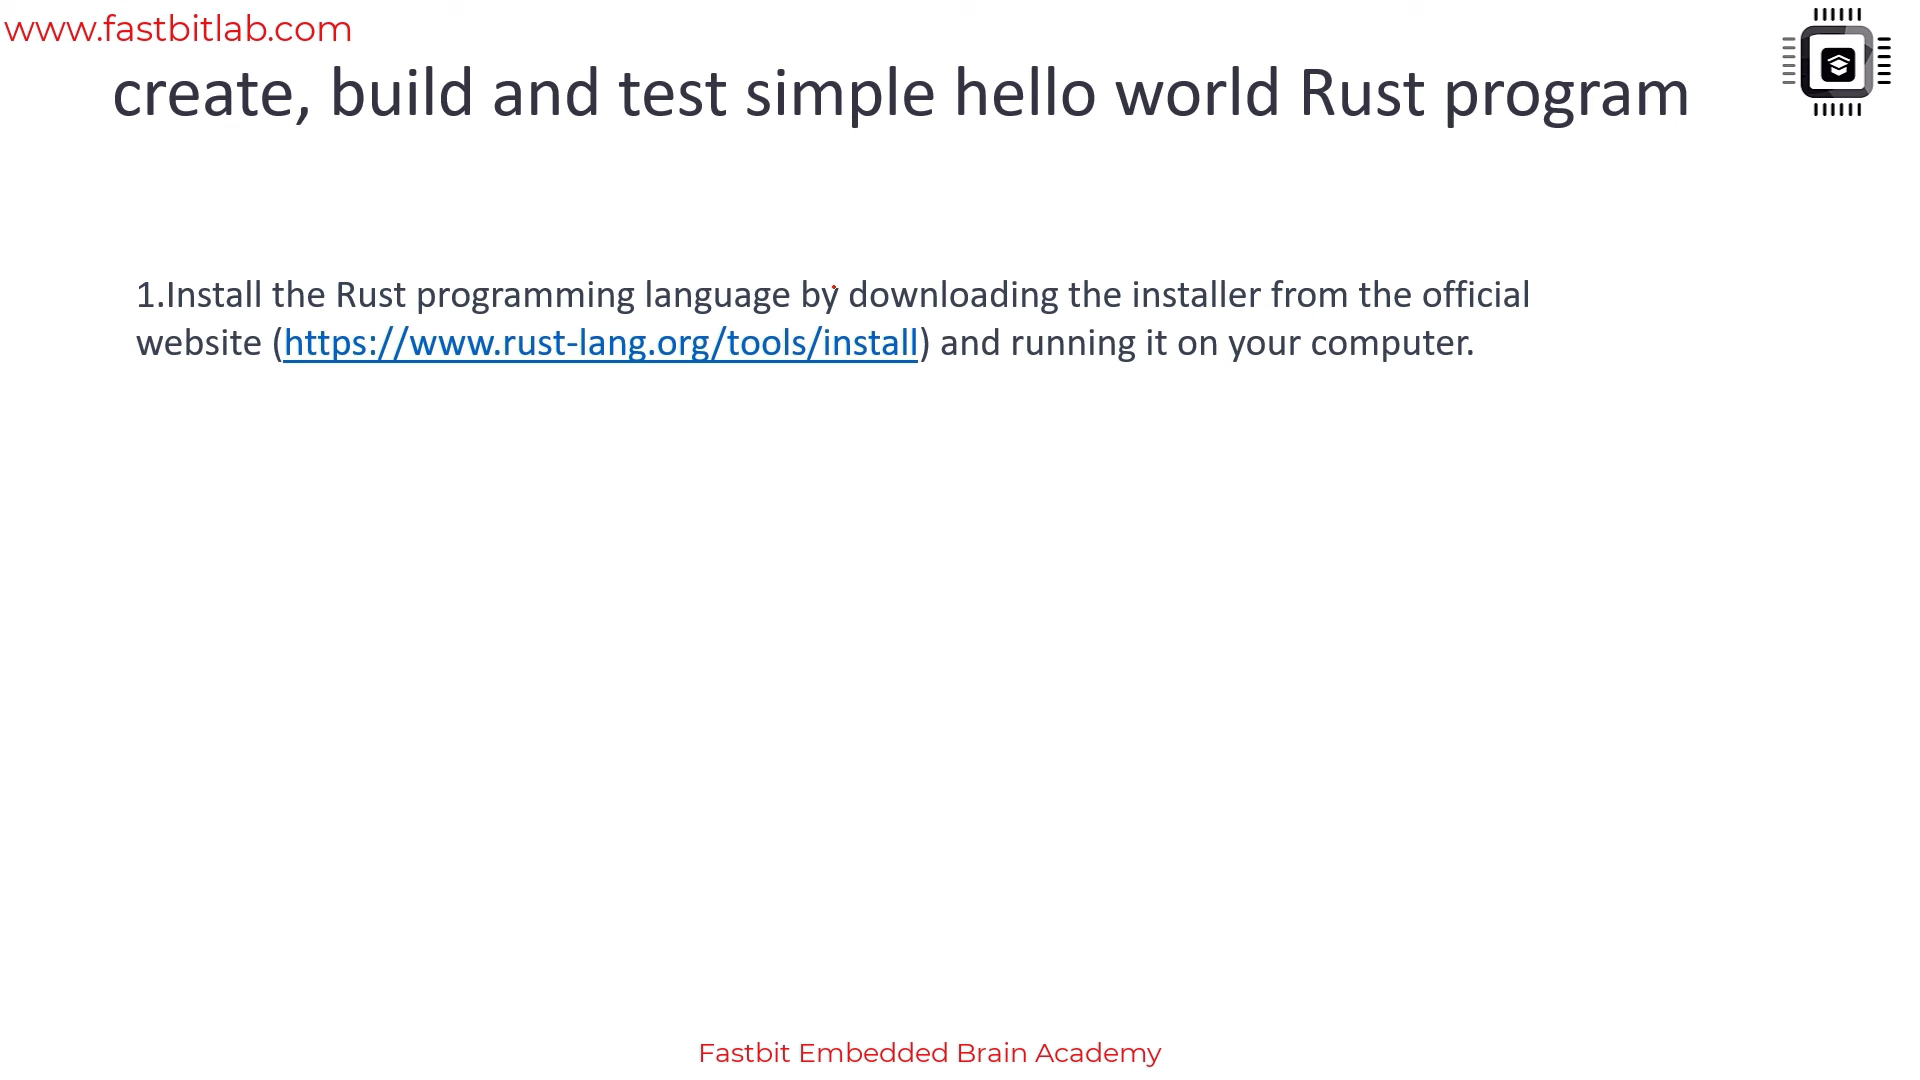 www.fastbitlab.com
create, build and test simple hello world Rust program
1.Install the Rust programming language by downloading the installer from the official
website (https://www.rust-lang.org/tools/install) and running it on your computer.
Fastbit Embedded Brain Academy